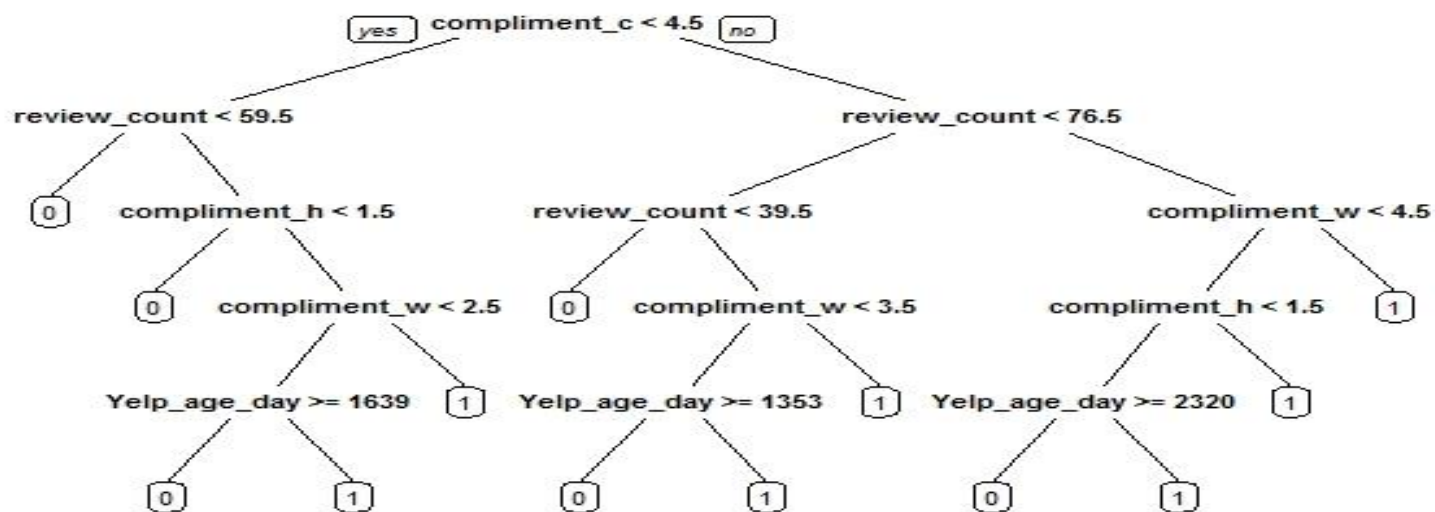 yes compliment_c < 4.5 no
review_count < 59.5 review_count < 76.5
0 compliment_h < 1.5 review_count < 39.5 compliment_w < 4.5
0 compliment_w < 2.5 0 compliment_w < 3.5 compliment_h < 1.5 1
Yelp_age_day >= 1639 1 Yelp_age_day >= 1353 1 Yelp_age_day >= 2320 1
0 1 0 1 0 1